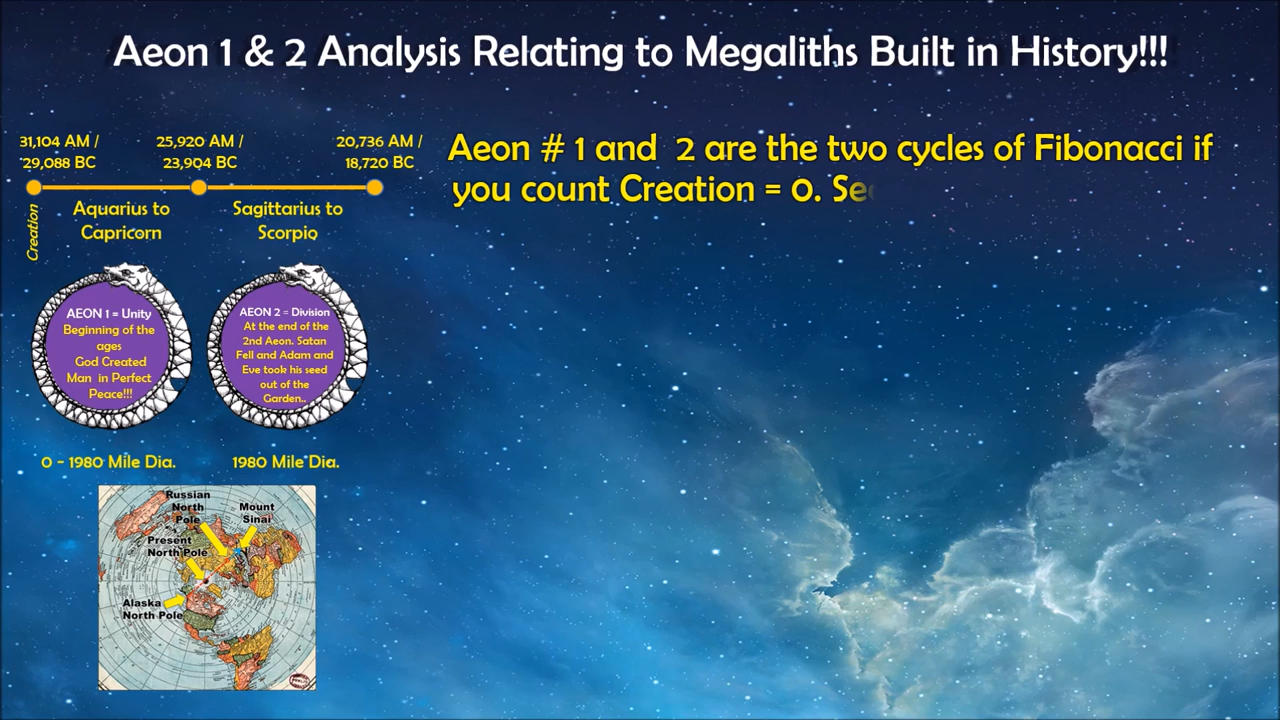 Aeon 1 & 2 Analysis Relating to Megaliths Built in History!!!
31,104 AM /
29,088 BC
25,920 AM /
23,904 BC
20,736 AM /
18,720 BC
Creation
Aquarius to
Capricorn
Sagittarius to
Scorpio
Aeon # 1 and 2 are the two cycles of Fibonacci if
you count Creation = 0. Se
AEON 1 = Unity
Beginning of the
ages
God Created
Man in Perfect
Peace!!!
AEON 2 = Division
At the end of the
2nd Aeon. Satan
Fell and Adam and
Eve took his seed
out of the
Garden..
0 - 1980 Mile Dia.
1980 Mile Dia.
Russian
North
Pole
Mount
Sinai
Present
North Pole
Alaska
North Pole